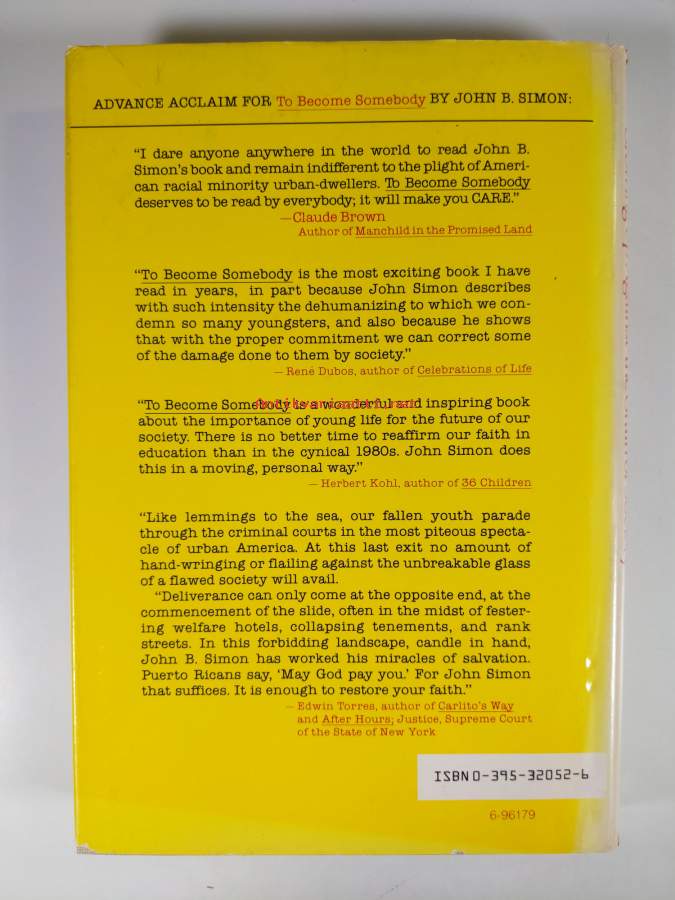 ADVANCE ACCLAIM FOR To Become Somebody BY JOHN B. SIMON:
“I dare anyone anywhere in the world to read John B.
Simon’s book and remain indifferent to the plight of Ameri-
can racial minority urban-dwellers. To Become Somebody
deserves to be read by everybody; it will make you CARE.”
—Claude Brown
Author of Manchild in the Promised Land
“To Become Somebody is the most exciting book I have
read in years, in part because John Simon describes
with such intensity the dehumanizing to which we con-
demn so many youngsters, and also because he shows
that with the proper commitment we can correct some
of the damage done to them by society.”
— René Dubos, author of Celebrations of Life
“To Become Somebody is a wonderful and inspiring book
about the importance of young life for the future of our
society. There is no better time to reaffirm our faith in
education than in the cynical 1980s. John Simon does
this in a moving, personal way.”
— Herbert Kohl, author of 36 Children
“Like lemmings to the sea, our fallen youth parade
through the criminal courts in the most piteous specta-
cle of urban America. At this last exit no amount of
hand-wringing or flailing against the unbreakable glass
of a flawed society will avail.
“Deliverance can only come at the opposite end, at the
commencement of the slide, often in the midst of fester-
ing welfare hotels, collapsing tenements, and rank
streets. In this forbidding landscape, candle in hand,
John B. Simon has worked his miracles of salvation.
Puerto Ricans say, ‘May God pay you.’ For John Simon
that suffices. It is enough to restore your faith.”
— Edwin Torres, author of Carlito’s Way
and After Hours; Justice, Supreme Court
of the State of New York
ISBN 0-395-32052-6
6-96179